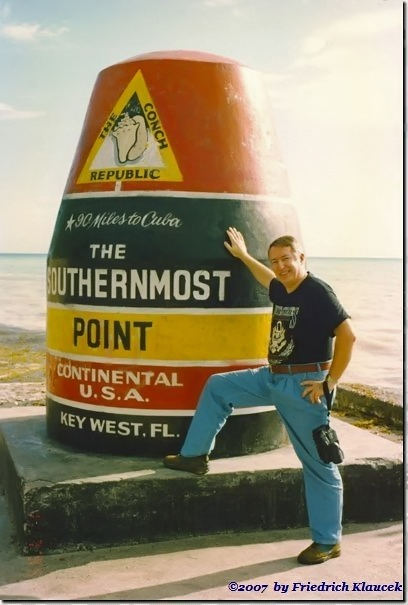 THE CONCH
REPUBLIC
90 Miles to Cuba
THE
SOUTHERNMOST
POINT
CONTINENTAL
U.S.A.
KEY WEST, FL.
©2007 by Friedrich Klaucek